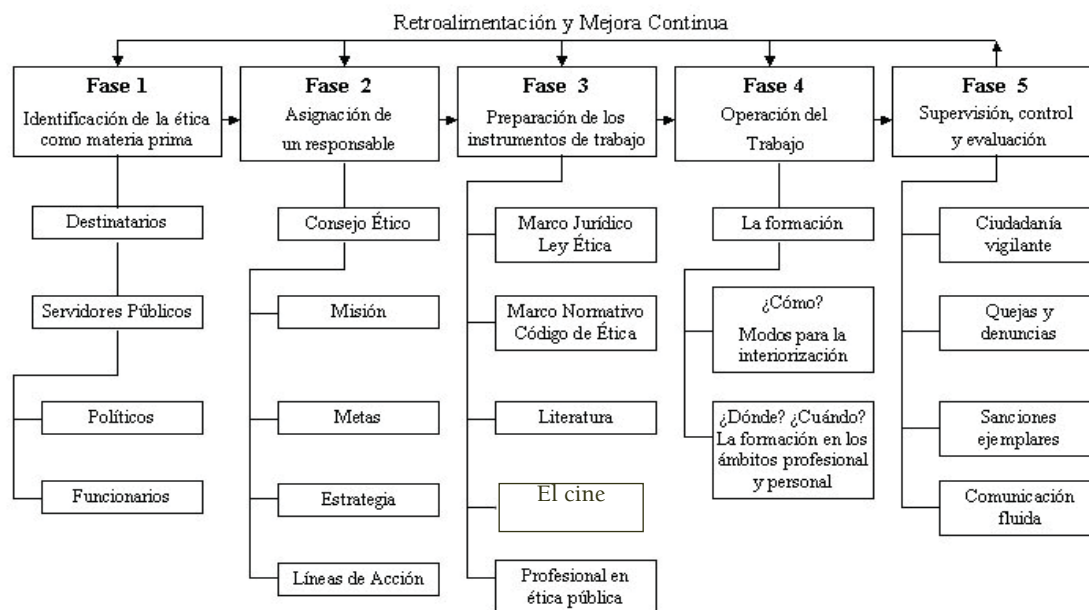 Retroalimentación y Mejora Continua
Fase 1
Identificación de la ética
como materia prima
Destinatarios
Servidores Públicos
Políticos
Funcionarios
Fase 2
Asignación de
un responsable
Consejo Ético
Misión
Metas
Estrategia
Líneas de Acción
Fase 3
Preparación de los
instrumentos de trabajo
Marco Jurídico
Ley Ética
Marco Normativo
Código de Ética
Literatura
El cine
Profesional en
ética pública
Fase 4
Operación del
Trabajo
La formación
¿Cómo?
Modos para la
interiorización
¿Dónde? ¿Cuándo?
La formación en los
ámbitos profesional
y personal
Fase 5
Supervisión, control
y evaluación
Ciudadanía
vigilante
Quejas y
denuncias
Sanciones
ejemplares
Comunicación
fluida